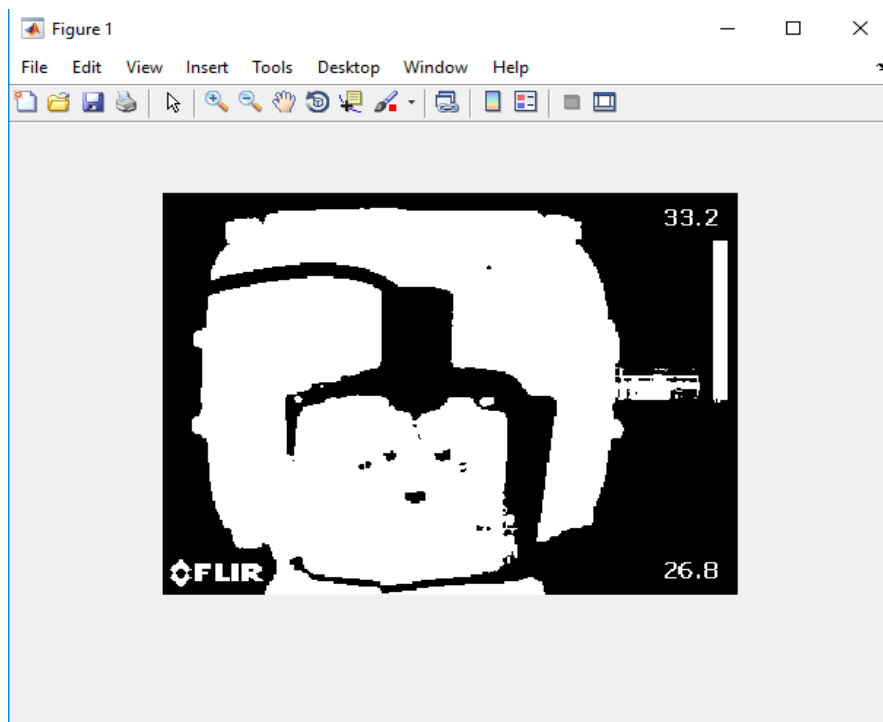 Figure 1
File Edit View Insert Tools Desktop Window Help
33.2
FLIR
26.8